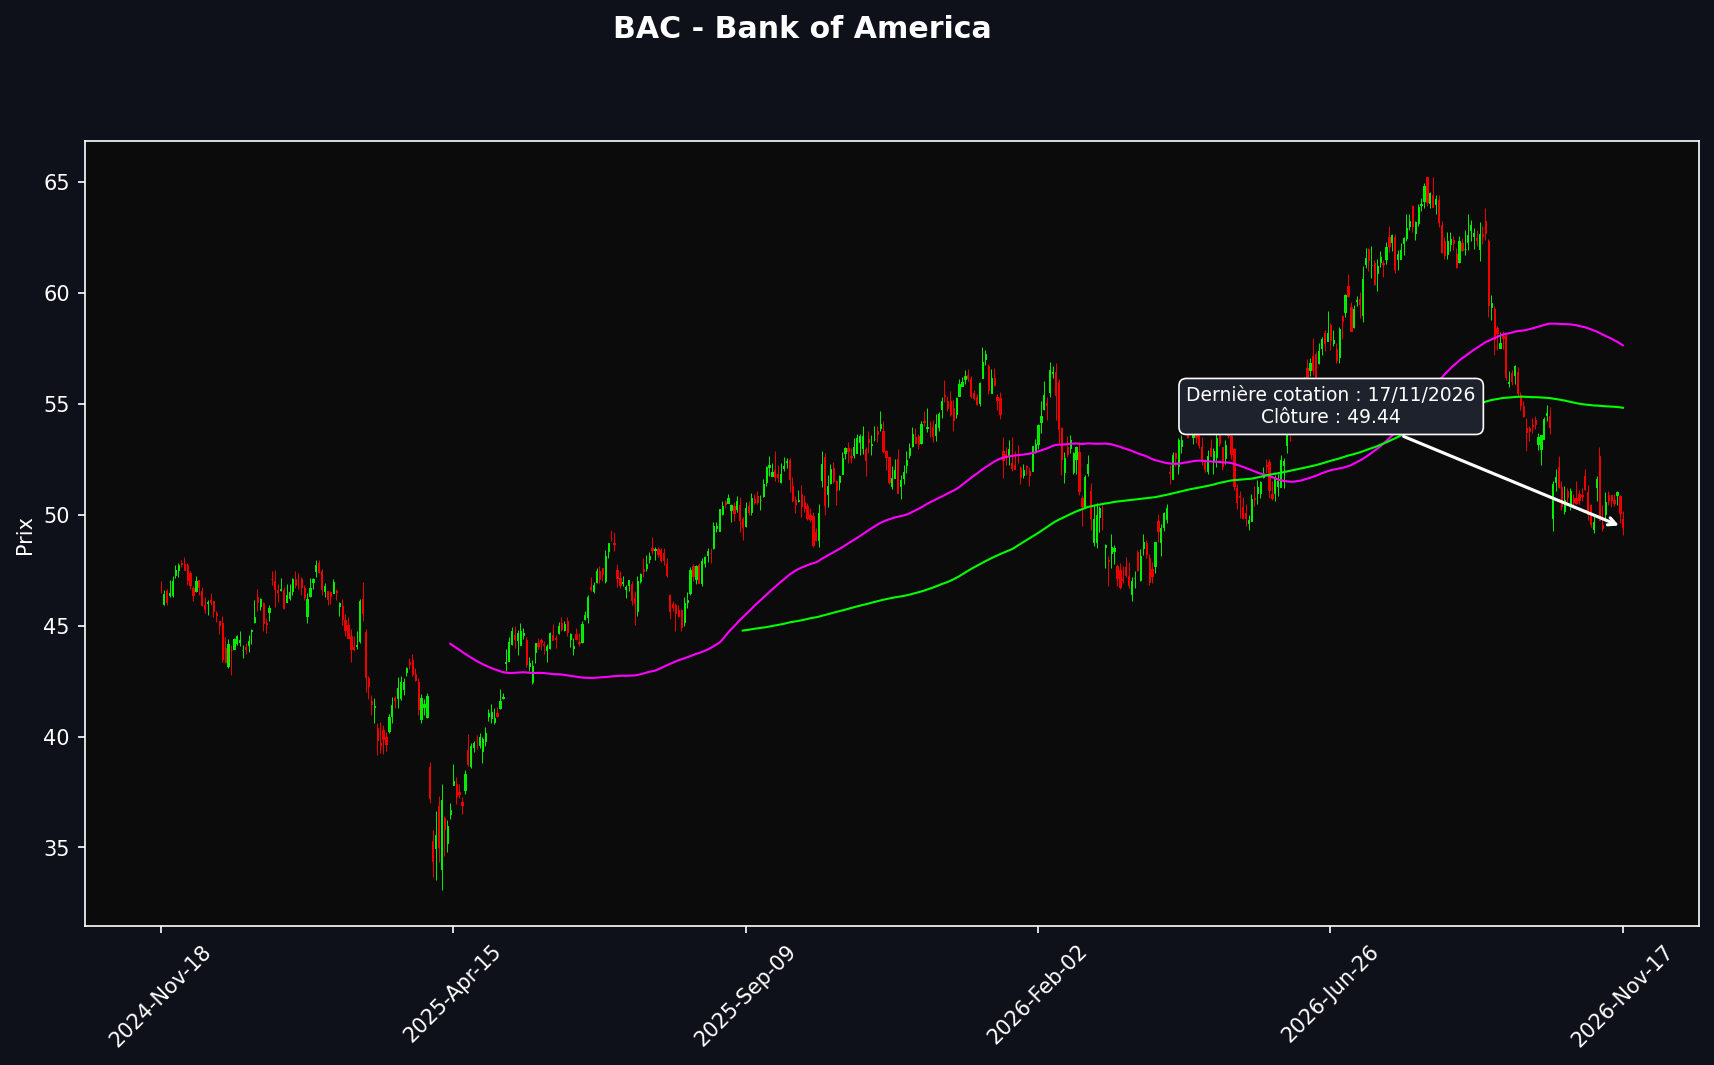 BAC - Bank of America
65
60
55
50
45
40
35
Prix
Dernière cotation : 17/11/2026
Clôture : 49.44
2024-Nov-18
2025-Apr-15
2025-Sep-09
2026-Feb-02
2026-Jun-26
2026-Nov-17